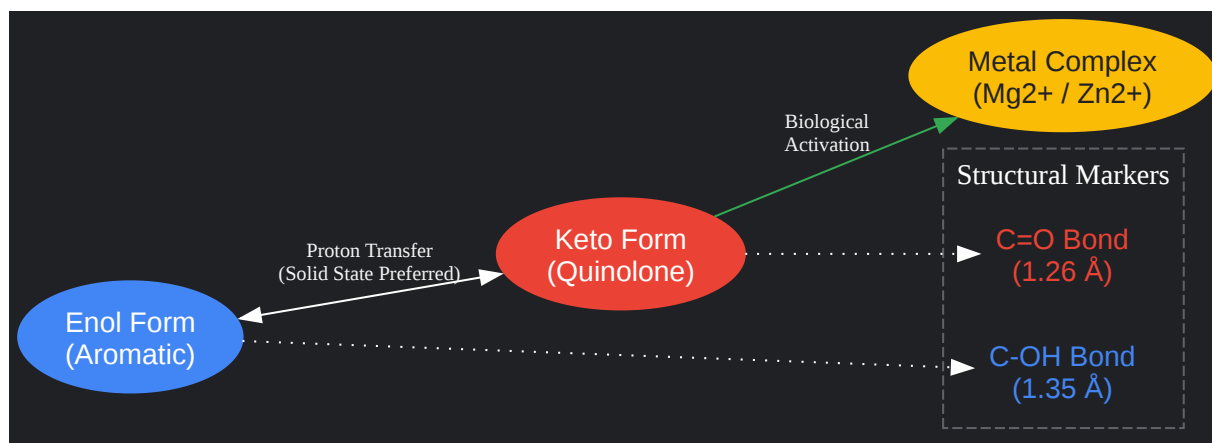 Metal Complex
(Mg2+ / Zn2+)
Biological
Activation
Structural Markers
Keto Form
(Quinolone)
C=O Bond
(1.26 Å)
Proton Transfer
(Solid State Preferred)
Enol Form
(Aromatic)
C-OH Bond
(1.35 Å)